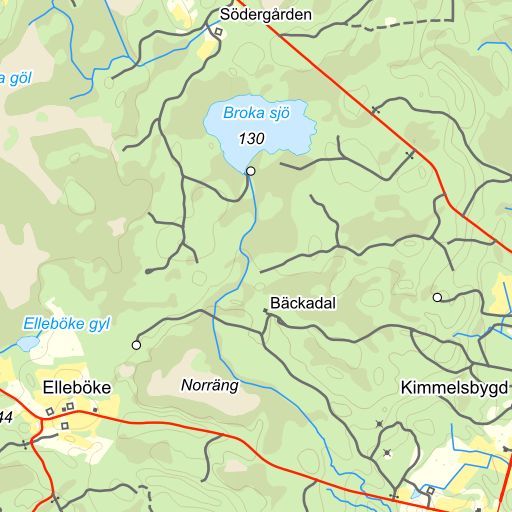 Södergården
a göl
Broka sjö
130
Bäckadal
Elleböke gyl
Elleböke
Norräng
Kimmelsbygd
44